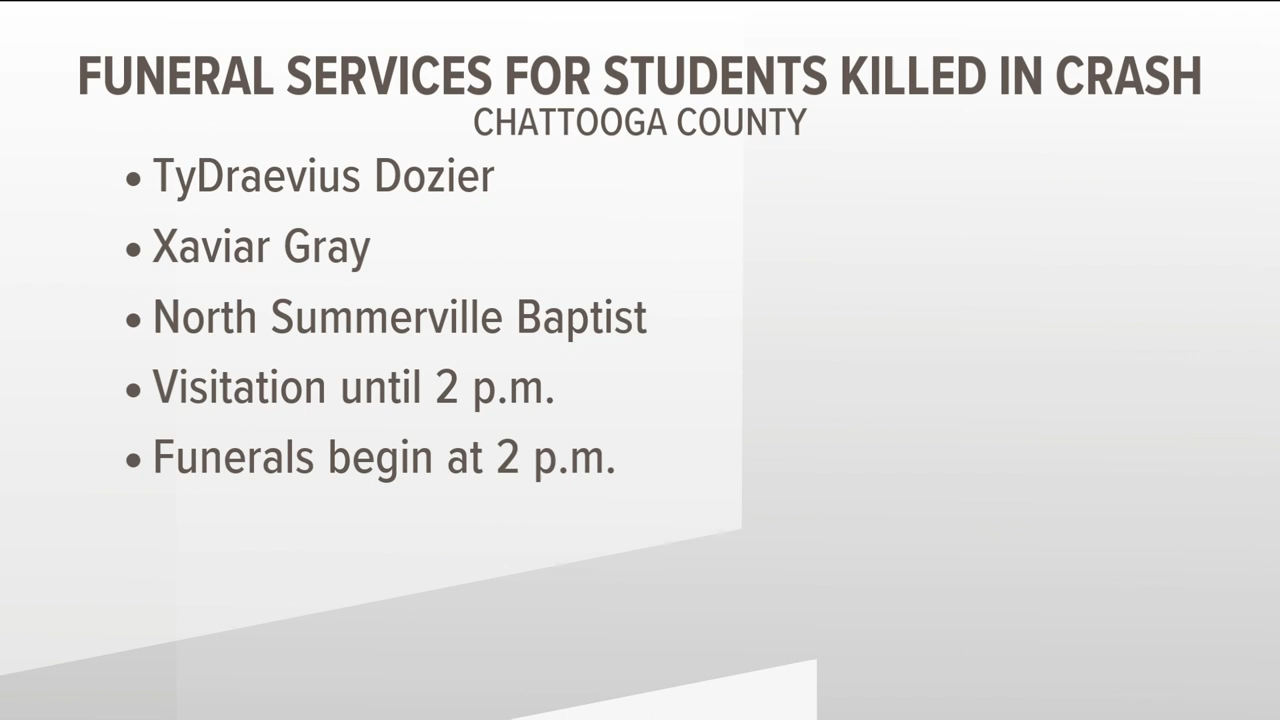 FUNERAL SERVICES FOR STUDENTS KILLED IN CRASH
CHATTOOGA COUNTY
• TyDraevius Dozier
• Xaviar Gray
• North Summerville Baptist
• Visitation until 2 p.m.
• Funerals begin at 2 p.m.